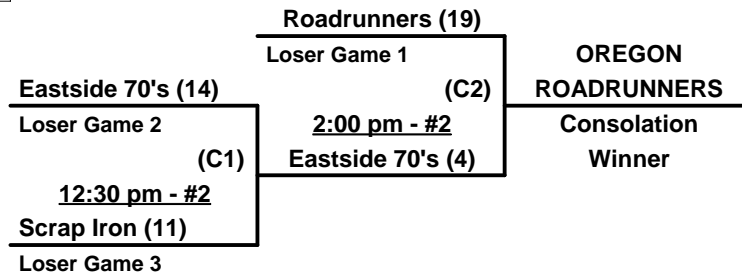 Roadrunners (19)
Loser Game 1
OREGON
Eastside 70's (14)
(C2)
ROADRUNNERS
Loser Game 2
2:00 pm - #2
Consolation
(C1)
Eastside 70's (4)
Winner
12:30 pm - #2
Scrap Iron (11)
Loser Game 3